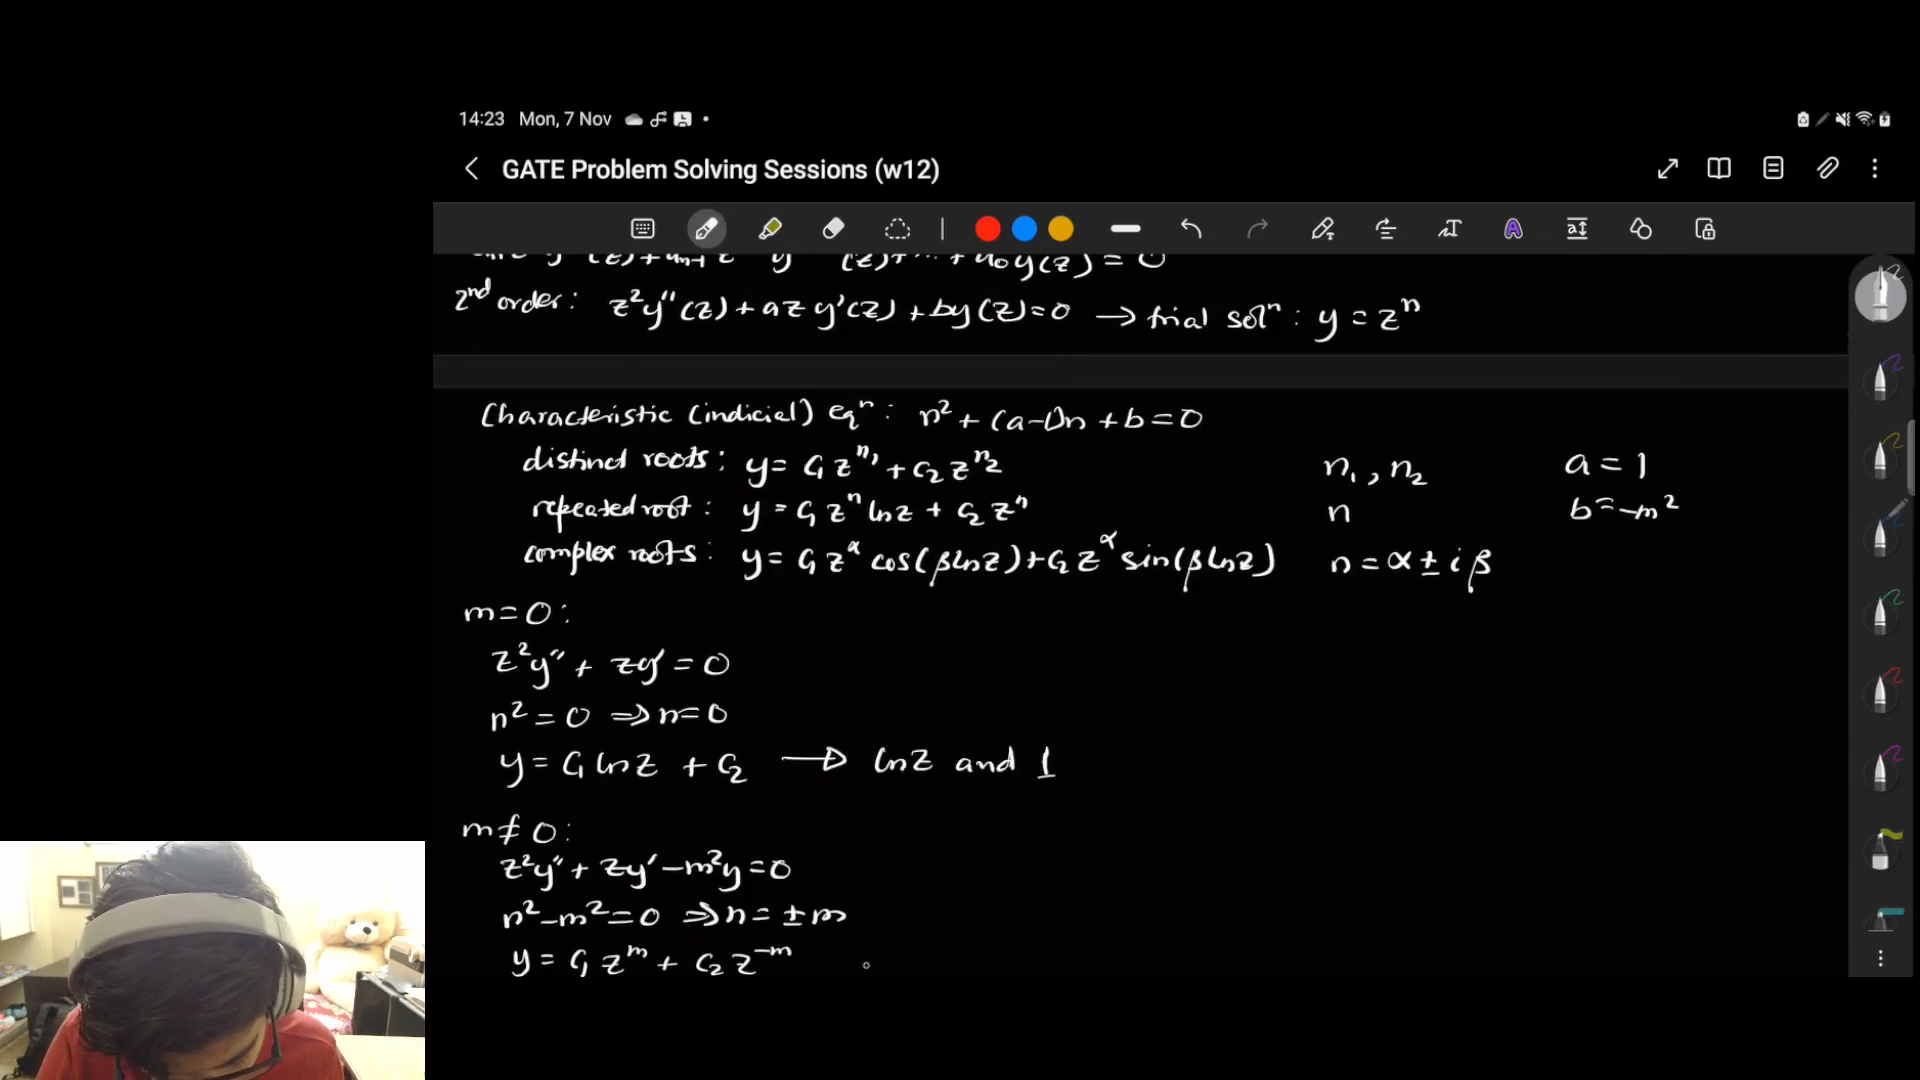 14:23 Mon, 7 Nov
GATE Problem Solving Sessions (w12)
2nd order: z²y''(z) + az y'(z) + by(z) = 0 → trial solⁿ: y = zⁿ
Characteristic (indicial) eqⁿ: n² + (a-1)n + b = 0
distinct roots: y = C₁ z^n₁ + C₂ z^n₂ n₁, n₂ a = 1
repeated root: y = C₁ zⁿ ln z + C₂ zⁿ n b = -m²
complex roots: y = C₁ z^α cos(β ln z) + C₂ z^α sin(β ln z) n = α ± iβ
m = 0:
z²y'' + zy' = 0
n² = 0 ⇒ n = 0
y = C₁ ln z + C₂ → ln z and 1
m ≠ 0:
z²y'' + zy' - m²y = 0
n² - m² = 0 ⇒ n = ± m
y = C₁ z^m + C₂ z^-m